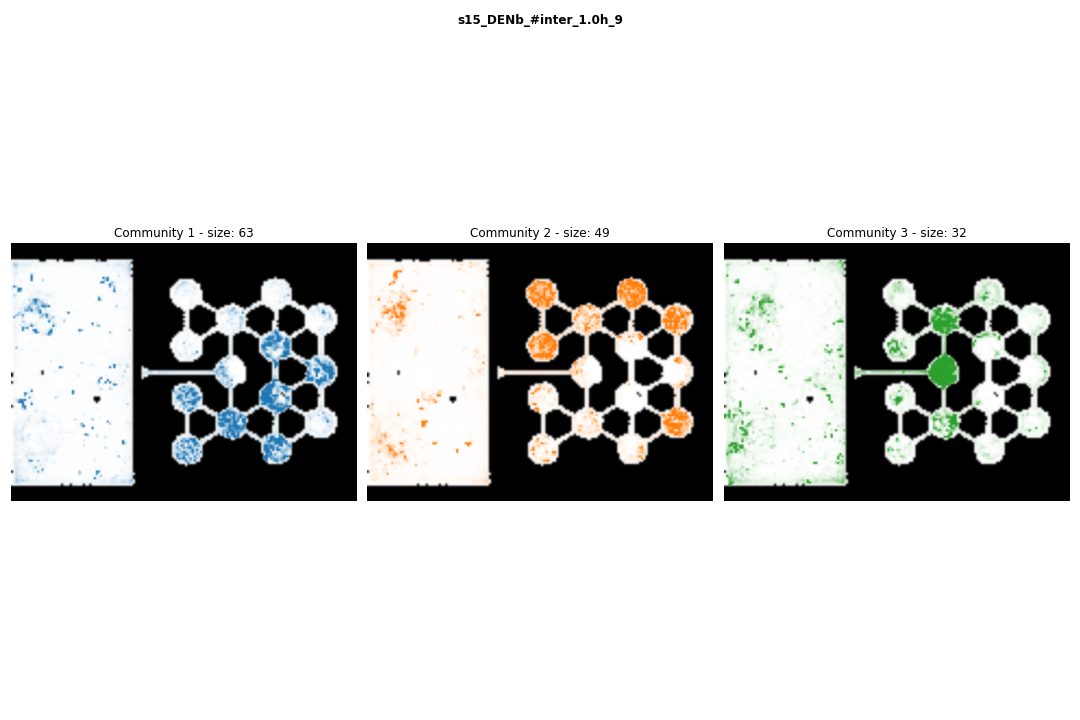 s15_DENb_#inter_1.0h_9
Community 1 - size: 63
Community 2 - size: 49
Community 3 - size: 32